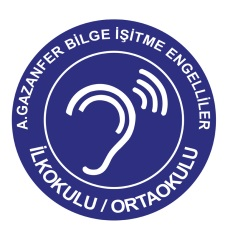 A.GAZANFER BİLGE İŞİTME ENGELLİLER
İLKOKULU / ORTAOKULU